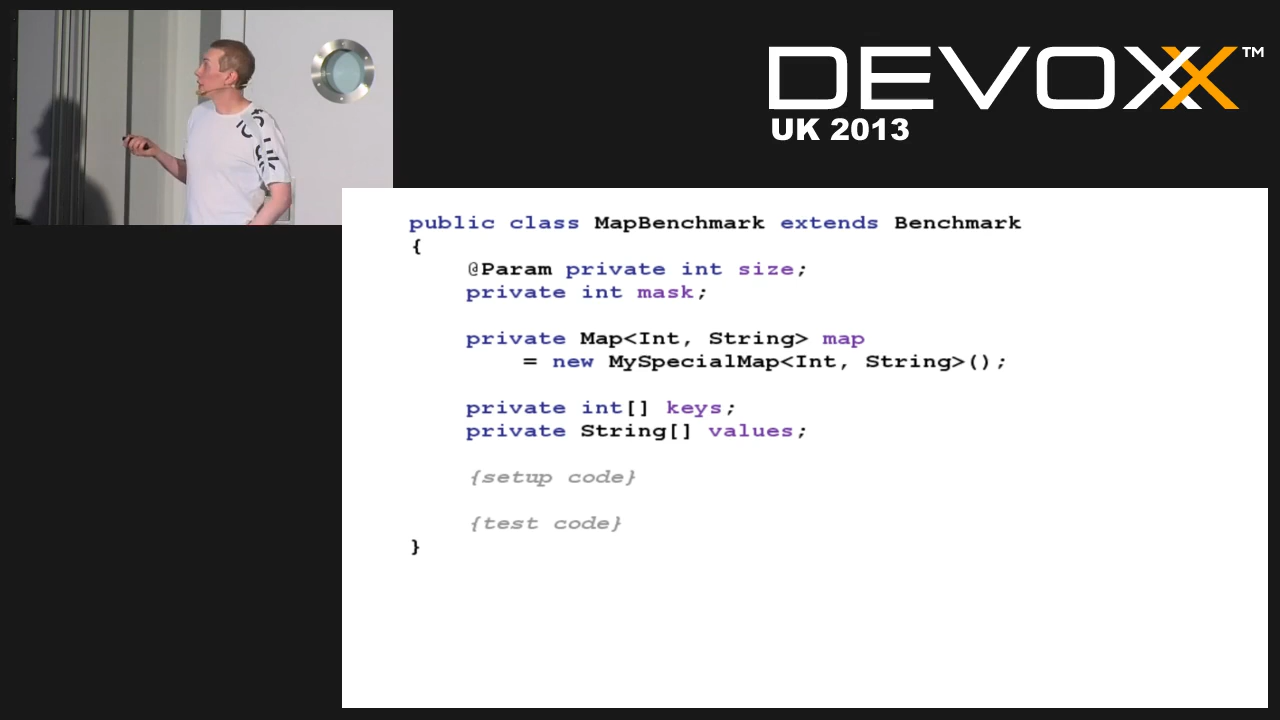 DEVOXX™
UK 2013
public class MapBenchmark extends Benchmark
{
@Param private int size;
private int mask;
private Map<Int, String> map
= new MySpecialMap<Int, String>();
private int[] keys;
private String[] values;
{setup code}
{test code}
}